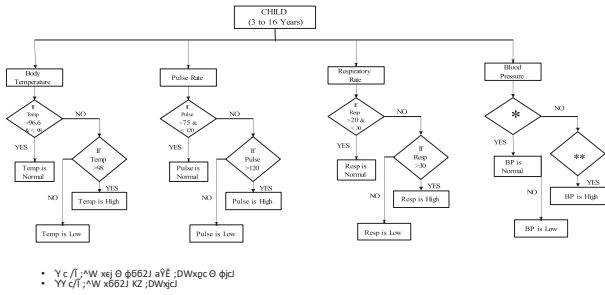 CHILD
(3 to 16 Years)
Body
Temperature
If
Temp
>96.6
& < 98
NO
YES
Temp is
Normal
If
Temp
>98
YES
Temp is High
NO
Temp is Low
Pulse Rate
If
Pulse
>75 &
< 120
NO
YES
Pulse is
Normal
If
Pulse
>120
YES
Pulse is High
NO
Pulse is Low
Respiratory
Rate
If
Resp
>20 &
< 30
NO
YES
Resp is
Normal
If
Resp
>30
YES
Resp is High
NO
Resp is Low
Blood
Pressure
*
NO
YES
BP is
Normal
**
YES
BP is High
NO
BP is Low